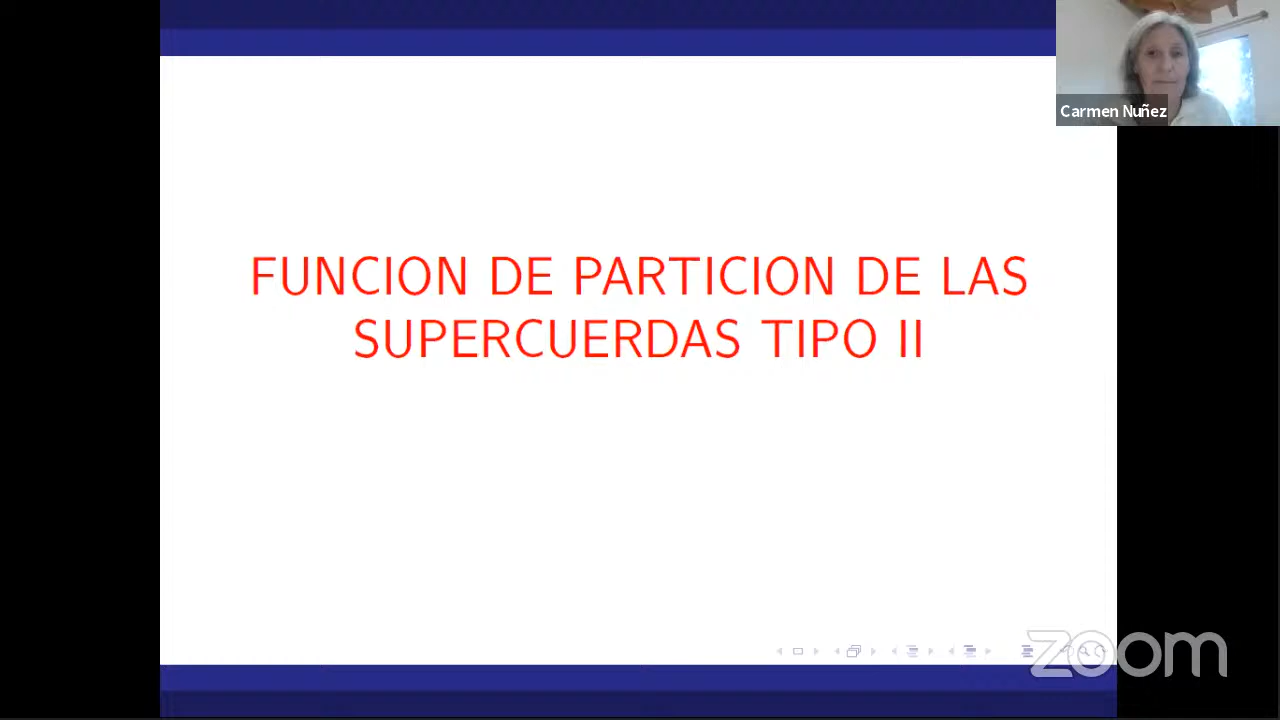 Carmen Nuñez
FUNCION DE PARTICION DE LAS
SUPERCUERDAS TIPO II
zoom